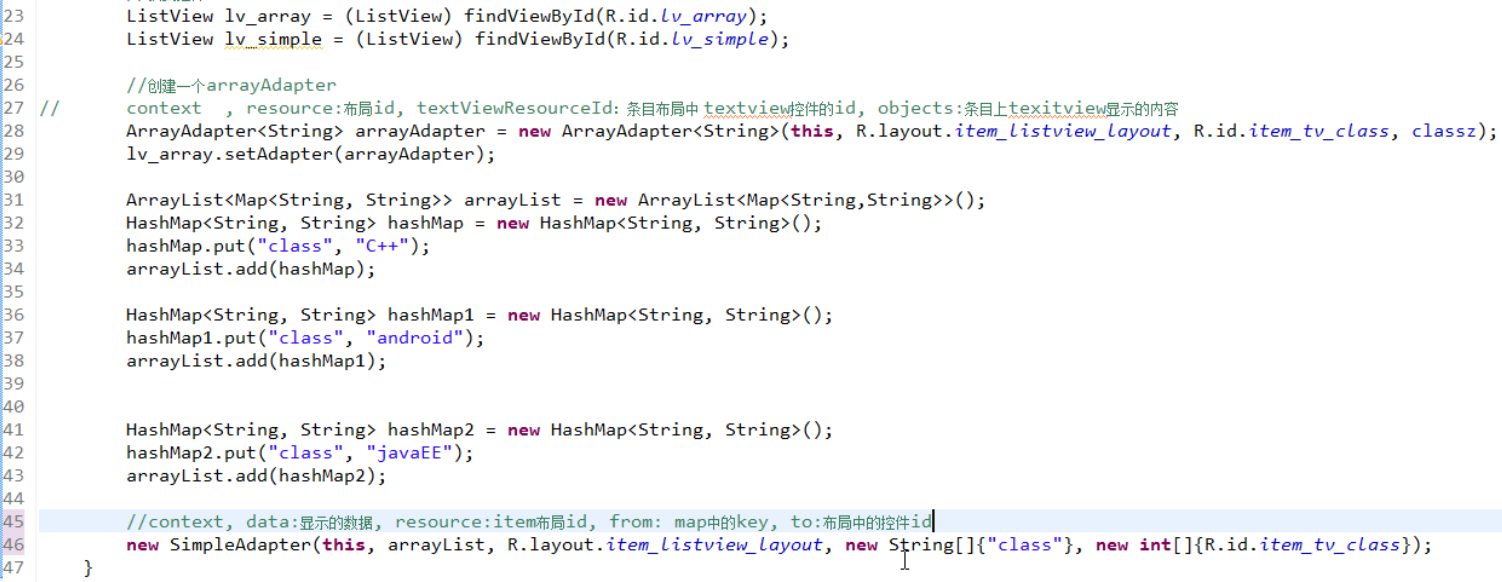 23 ListView lv_array = (ListView) findViewById(R.id.lv_array);
24 ListView lv_simple = (ListView) findViewById(R.id.lv_simple);
25
26 //创建一个arrayAdapter
27 // context , resource:布局id, textViewResourceId: 条目布局中 textview控件的id, objects:条目上texitview显示的内容
28 ArrayAdapter<String> arrayAdapter = new ArrayAdapter<String>(this, R.layout.item_listview_layout, R.id.item_tv_class, classz);
29 lv_array.setAdapter(arrayAdapter);
30
31 ArrayList<Map<String, String>> arrayList = new ArrayList<Map<String,String>>();
32 HashMap<String, String> hashMap = new HashMap<String, String>();
33 hashMap.put("class", "C++");
34 arrayList.add(hashMap);
35
36 HashMap<String, String> hashMap1 = new HashMap<String, String>();
37 hashMap1.put("class", "android");
38 arrayList.add(hashMap1);
39
40
41 HashMap<String, String> hashMap2 = new HashMap<String, String>();
42 hashMap2.put("class", "javaEE");
43 arrayList.add(hashMap2);
44
45 //context, data:显示的数据, resource:item布局id, from: map中的key, to:布局中的控件id
46 new SimpleAdapter(this, arrayList, R.layout.item_listview_layout, new String[]{"class"}, new int[]{R.id.item_tv_class});
47 }